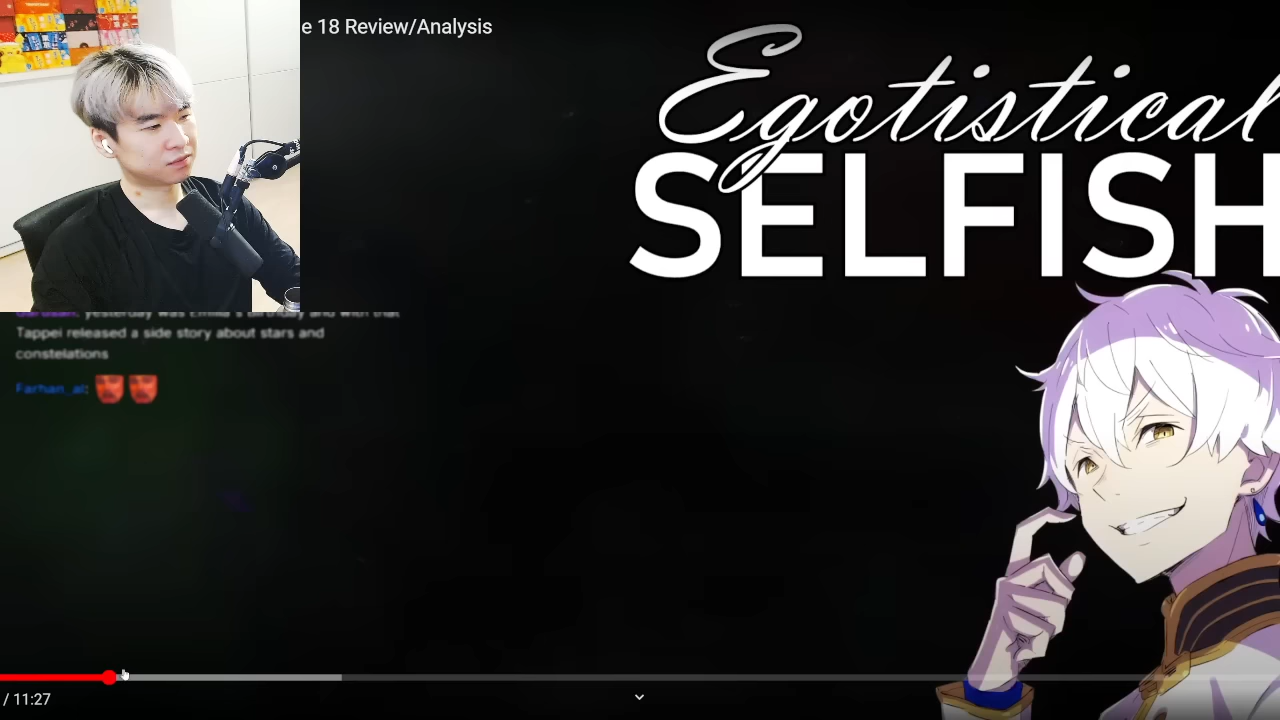 e 18 Review/Analysis
Egotistical
SELFISH
yesterday was Emilia's birthday and with that
Tappei released a side story about stars and
constelations
Farhan_al:
/ 11:27